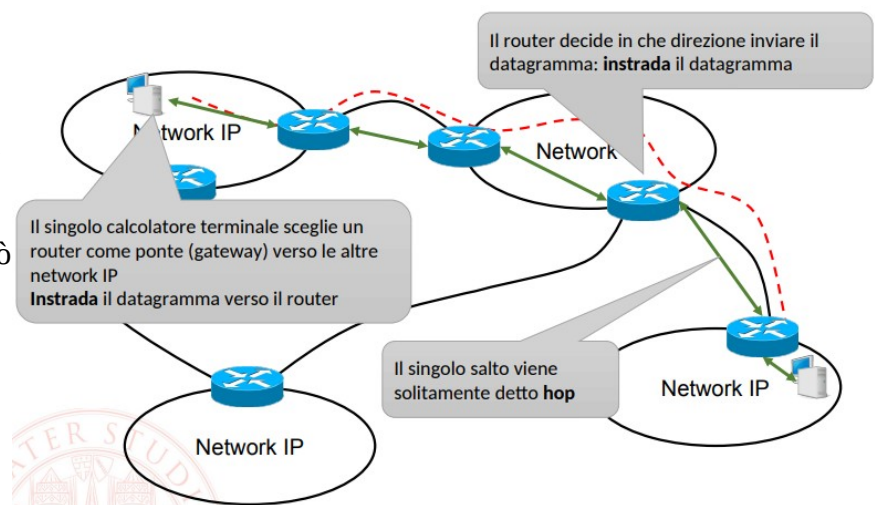 Il router decide in che direzione inviare il
datagramma: instrada il datagramma
Network IP
Network
Il singolo calcolatore terminale sceglie un
router come ponte (gateway) verso le altre
network IP
Instrada il datagramma verso il router
ò
Il singolo salto viene
solitamente detto hop
Network IP
Network IP
ATER STUD